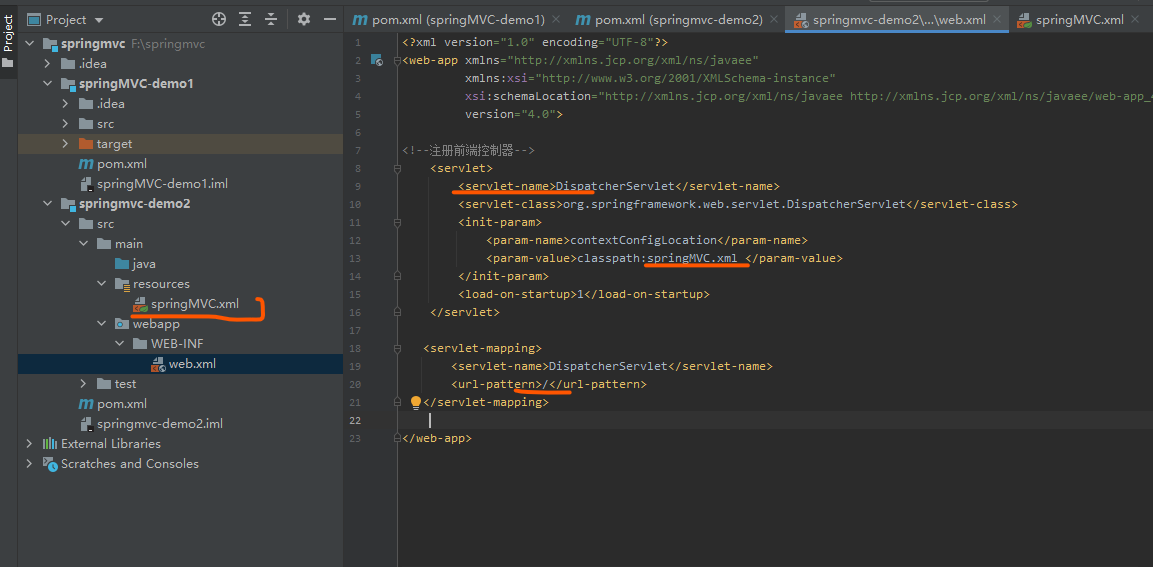 Project
Project
springmvc F:\springmvc
.idea
springMVC-demo1
.idea
src
target
pom.xml
springMVC-demo1.iml
springmvc-demo2
src
main
java
resources
springMVC.xml
webapp
WEB-INF
web.xml
test
pom.xml
springmvc-demo2.iml
External Libraries
Scratches and Consoles
pom.xml (springMVC-demo1)
pom.xml (springmvc-demo2)
springmvc-demo2\...\web.xml
springMVC.xml
1 <?xml version="1.0" encoding="UTF-8"?>
2 <web-app xmlns="http://xmlns.jcp.org/xml/ns/javaee"
3 xmlns:xsi="http://www.w3.org/2001/XMLSchema-instance"
4 xsi:schemaLocation="http://xmlns.jcp.org/xml/ns/javaee http://xmlns.jcp.org/xml/ns/javaee/web-app_
5 version="4.0">
6
7 <!--注册前端控制器-->
8 <servlet>
9 <servlet-name>DispatcherServlet</servlet-name>
10 <servlet-class>org.springframework.web.servlet.DispatcherServlet</servlet-class>
11 <init-param>
12 <param-name>contextConfigLocation</param-name>
13 <param-value>classpath:springMVC.xml </param-value>
14 </init-param>
15 <load-on-startup>1</load-on-startup>
16 </servlet>
17
18 <servlet-mapping>
19 <servlet-name>DispatcherServlet</servlet-name>
20 <url-pattern>/</url-pattern>
21 </servlet-mapping>
22
23 </web-app>